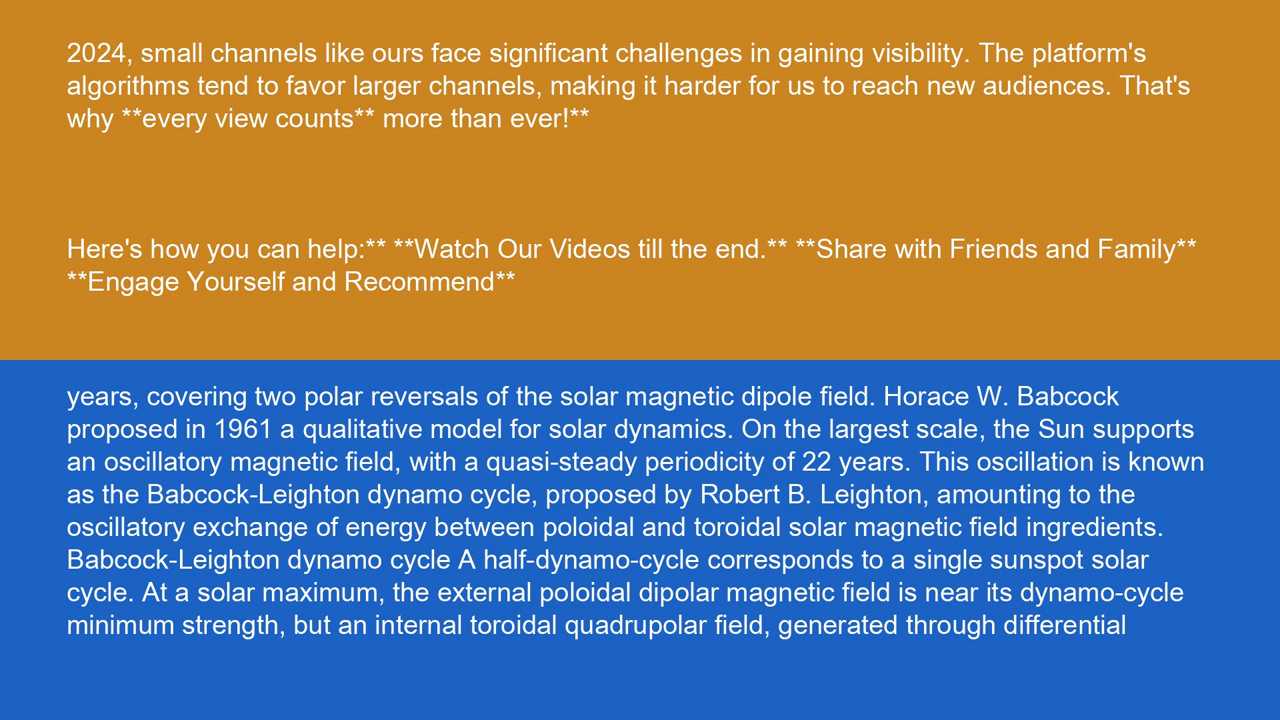 2024, small channels like ours face significant challenges in gaining visibility. The platform's
algorithms tend to favor larger channels, making it harder for us to reach new audiences. That's
why **every view counts** more than ever!**
Here's how you can help:** **Watch Our Videos till the end.** **Share with Friends and Family**
**Engage Yourself and Recommend**
years, covering two polar reversals of the solar magnetic dipole field. Horace W. Babcock
proposed in 1961 a qualitative model for solar dynamics. On the largest scale, the Sun supports
an oscillatory magnetic field, with a quasi-steady periodicity of 22 years. This oscillation is known
as the Babcock-Leighton dynamo cycle, proposed by Robert B. Leighton, amounting to the
oscillatory exchange of energy between poloidal and toroidal solar magnetic field ingredients.
Babcock-Leighton dynamo cycle A half-dynamo-cycle corresponds to a single sunspot solar
cycle. At a solar maximum, the external poloidal dipolar magnetic field is near its dynamo-cycle
minimum strength, but an internal toroidal quadrupolar field, generated through differential